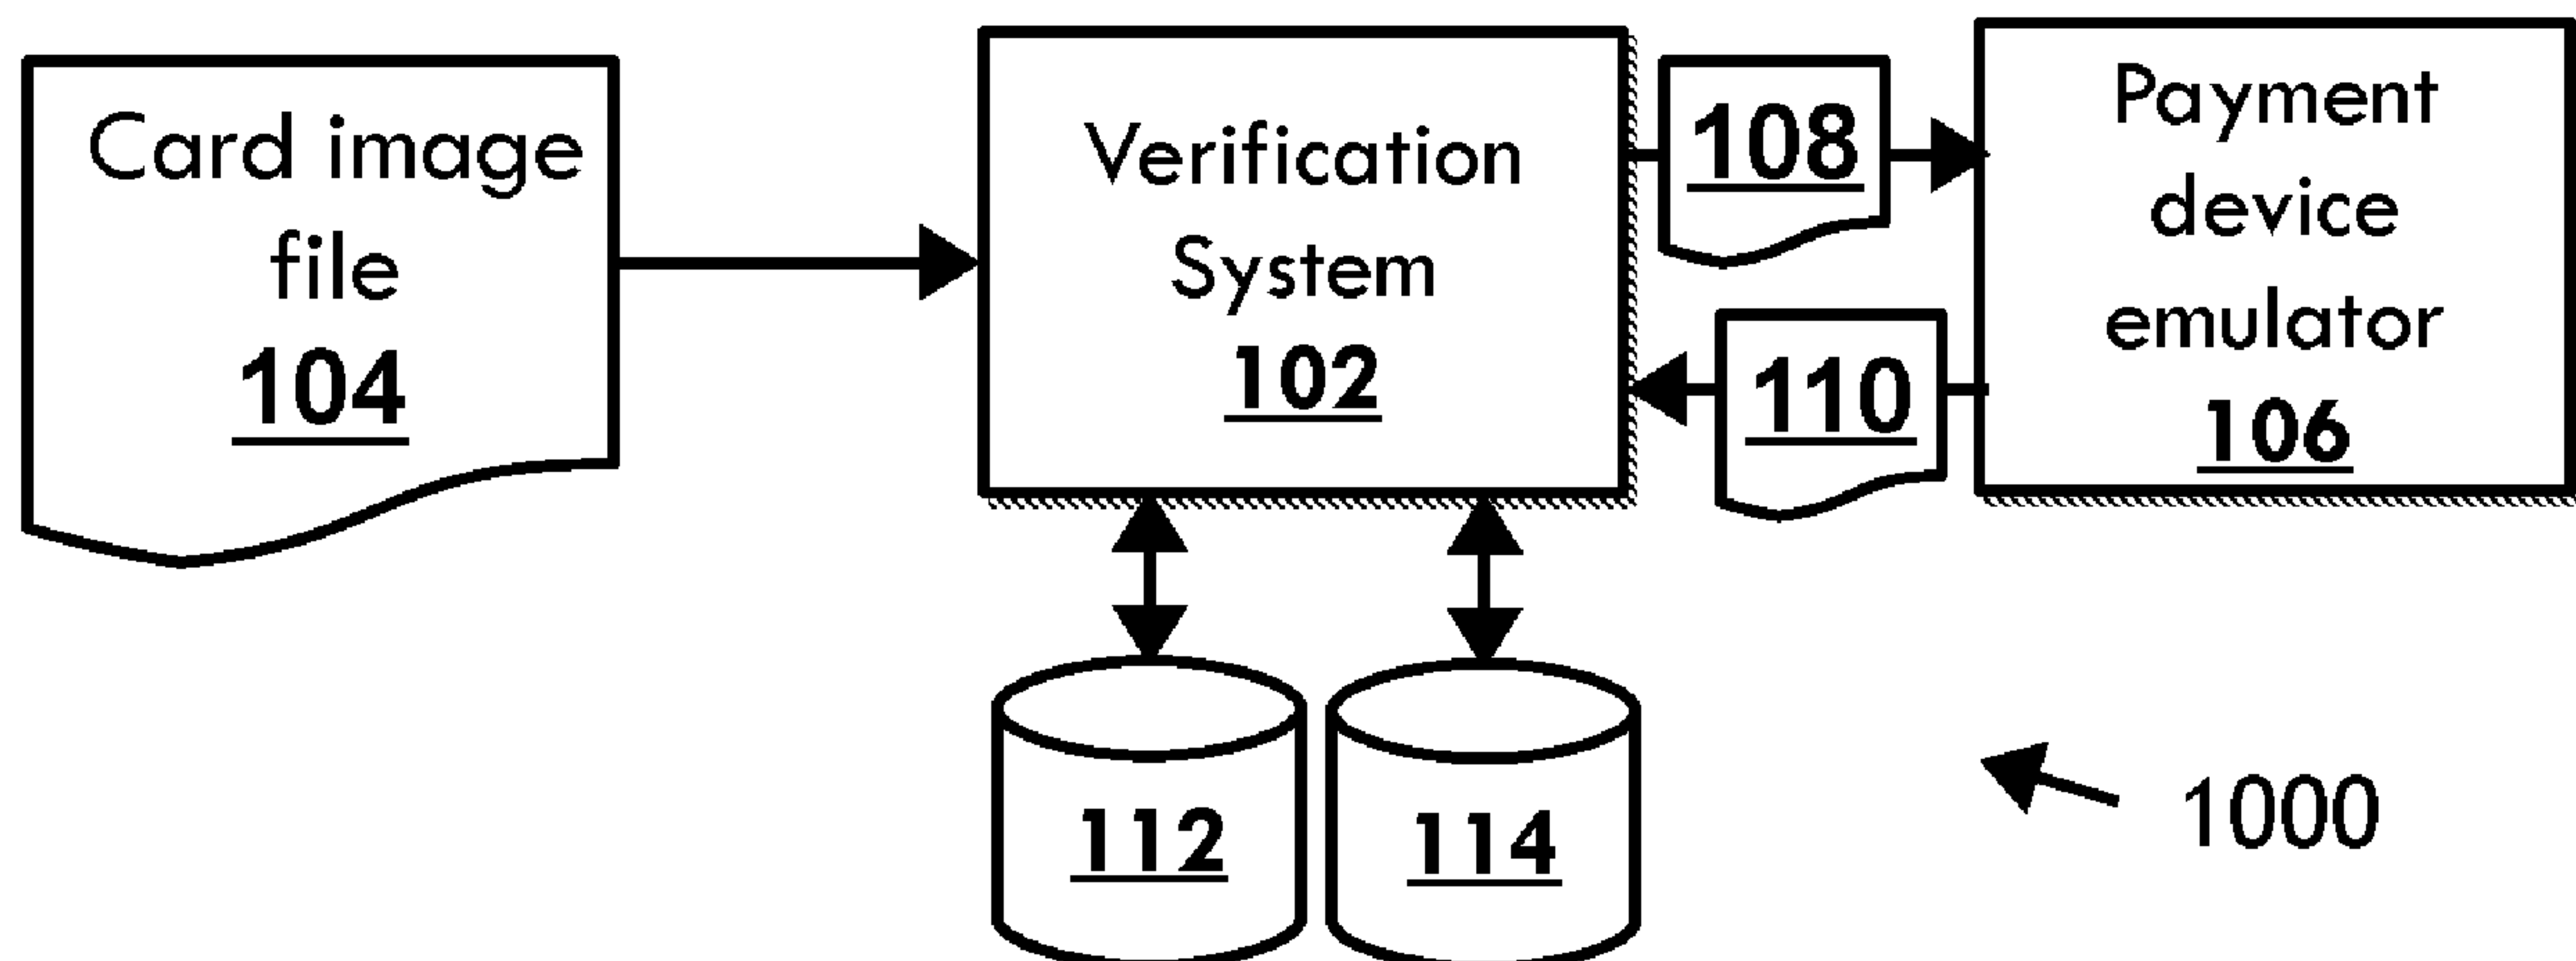 Card image
file
104
Verification
System
102
108
110
Payment
device
emulator
106
112
114
1000